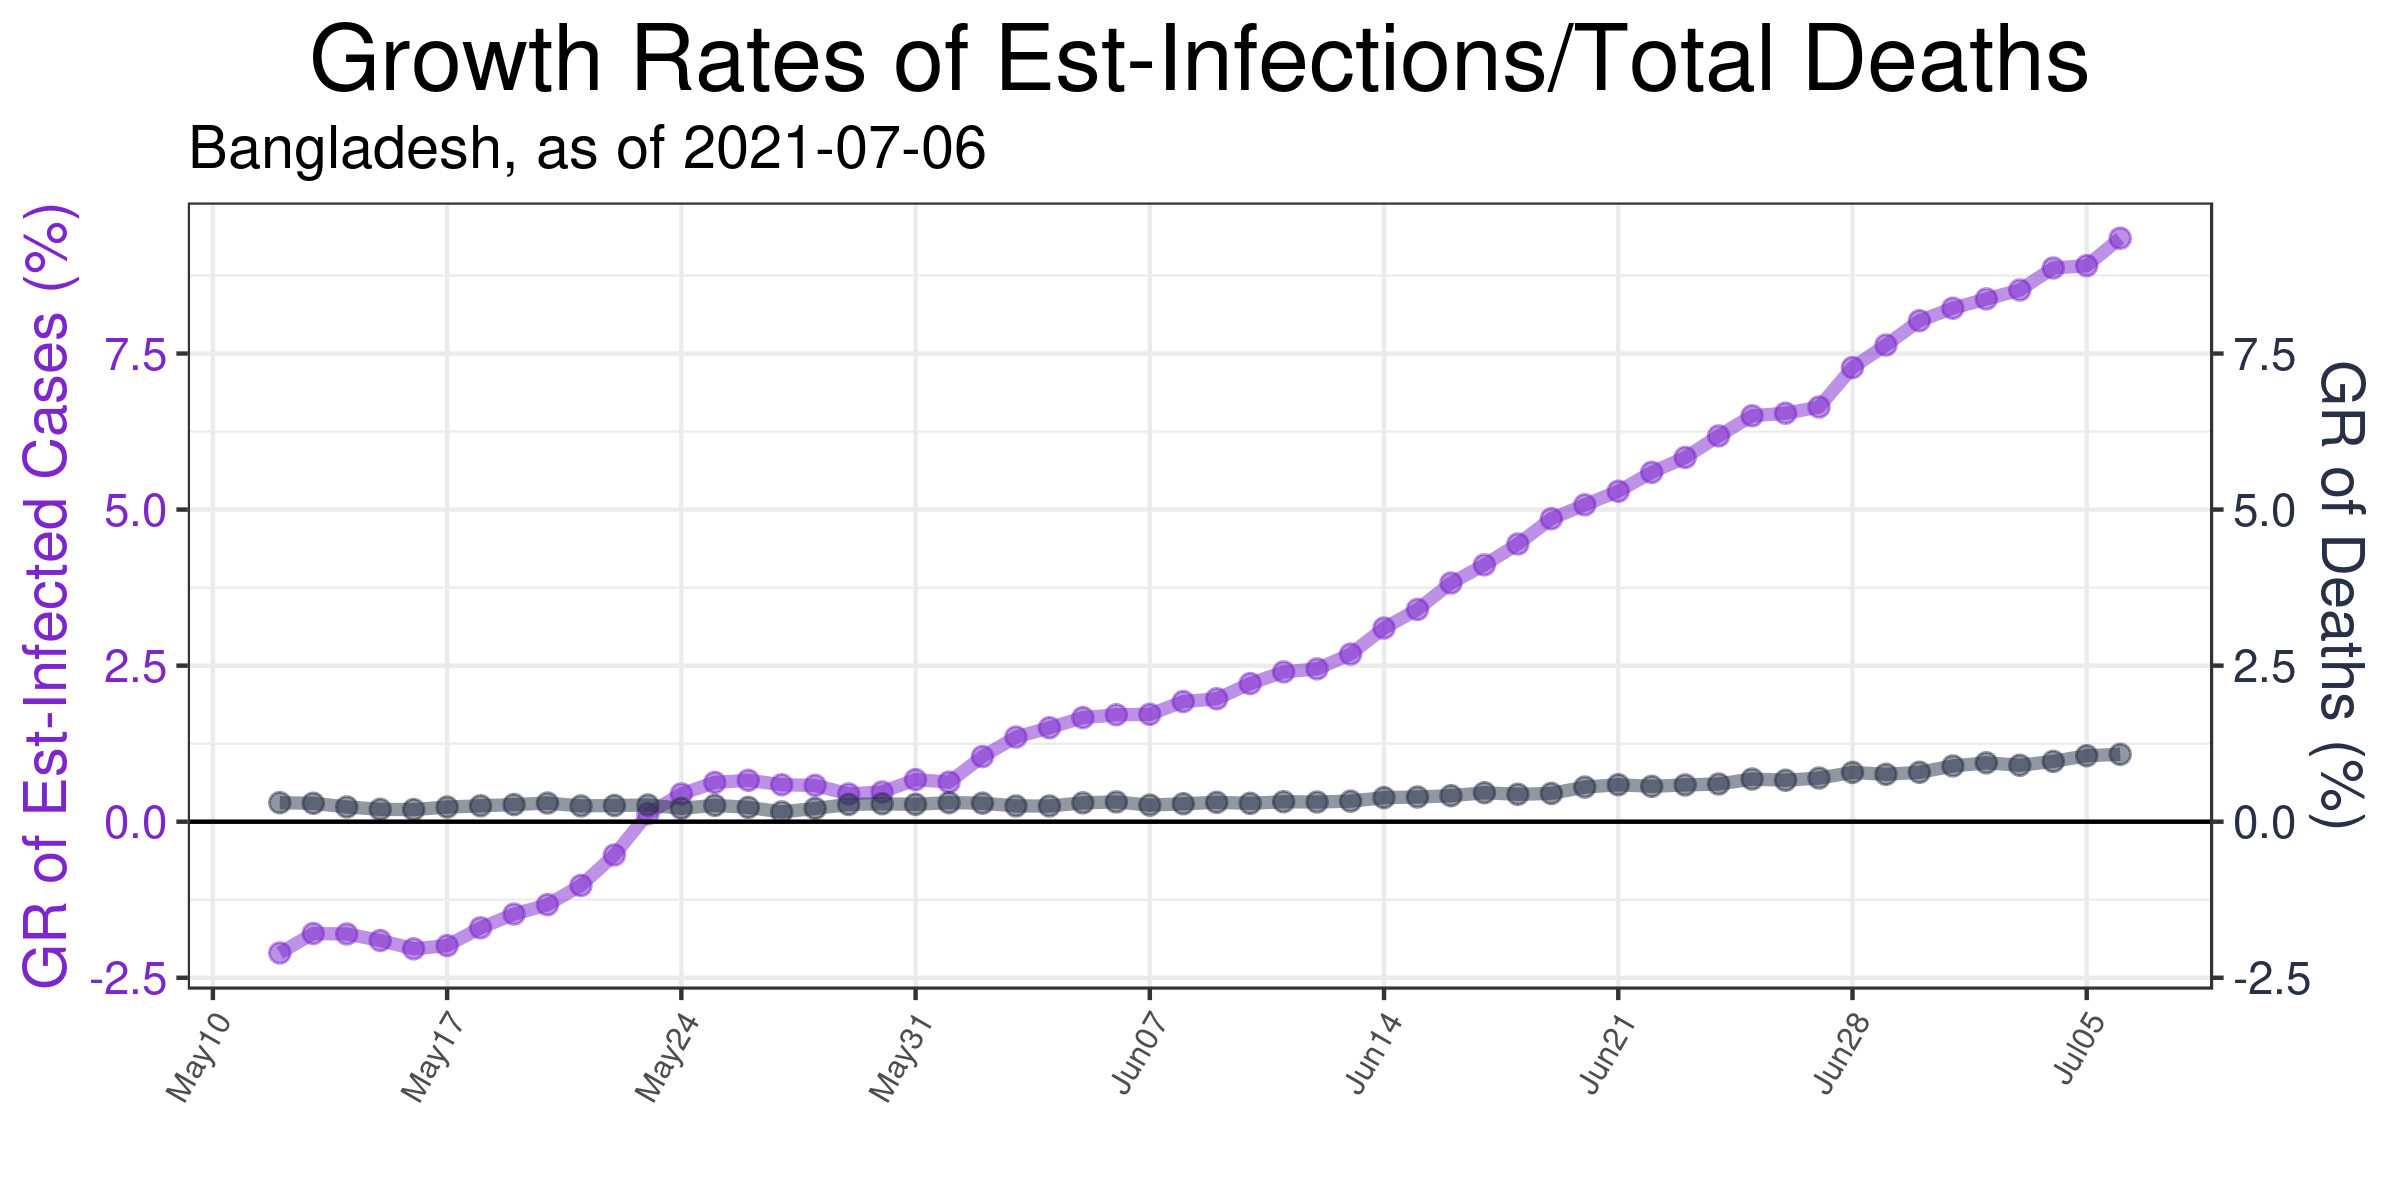 Growth Rates of Est-Infections/Total Deaths
Bangladesh, as of 2021-07-06
GR of Est-Infected Cases (%)
7.5
5.0
2.5
0.0
-2.5
7.5
5.0
2.5
0.0
-2.5
GR of Deaths (%)
May10
May17
May24
May31
Jun07
Jun14
Jun21
Jun28
Jul05